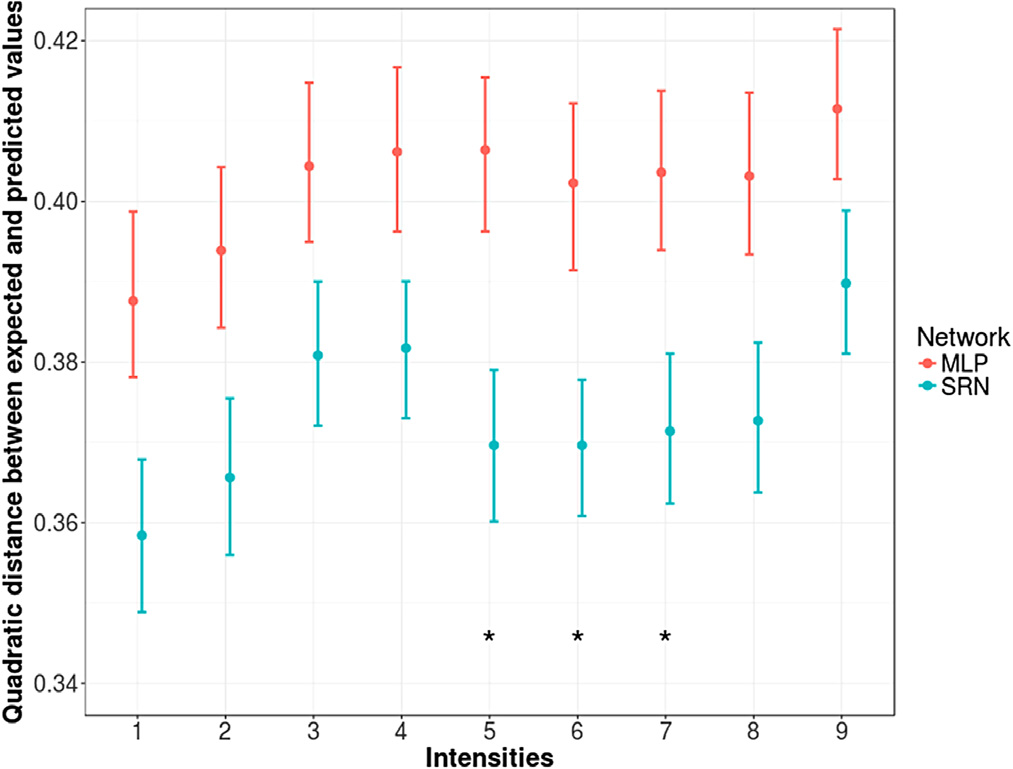 Quadratic distance between expected and predicted values
0.42
0.40
0.38
0.36
0.34
* * *
1 2 3 4 5 6 7 8 9
Intensities
Network
MLP
SRN